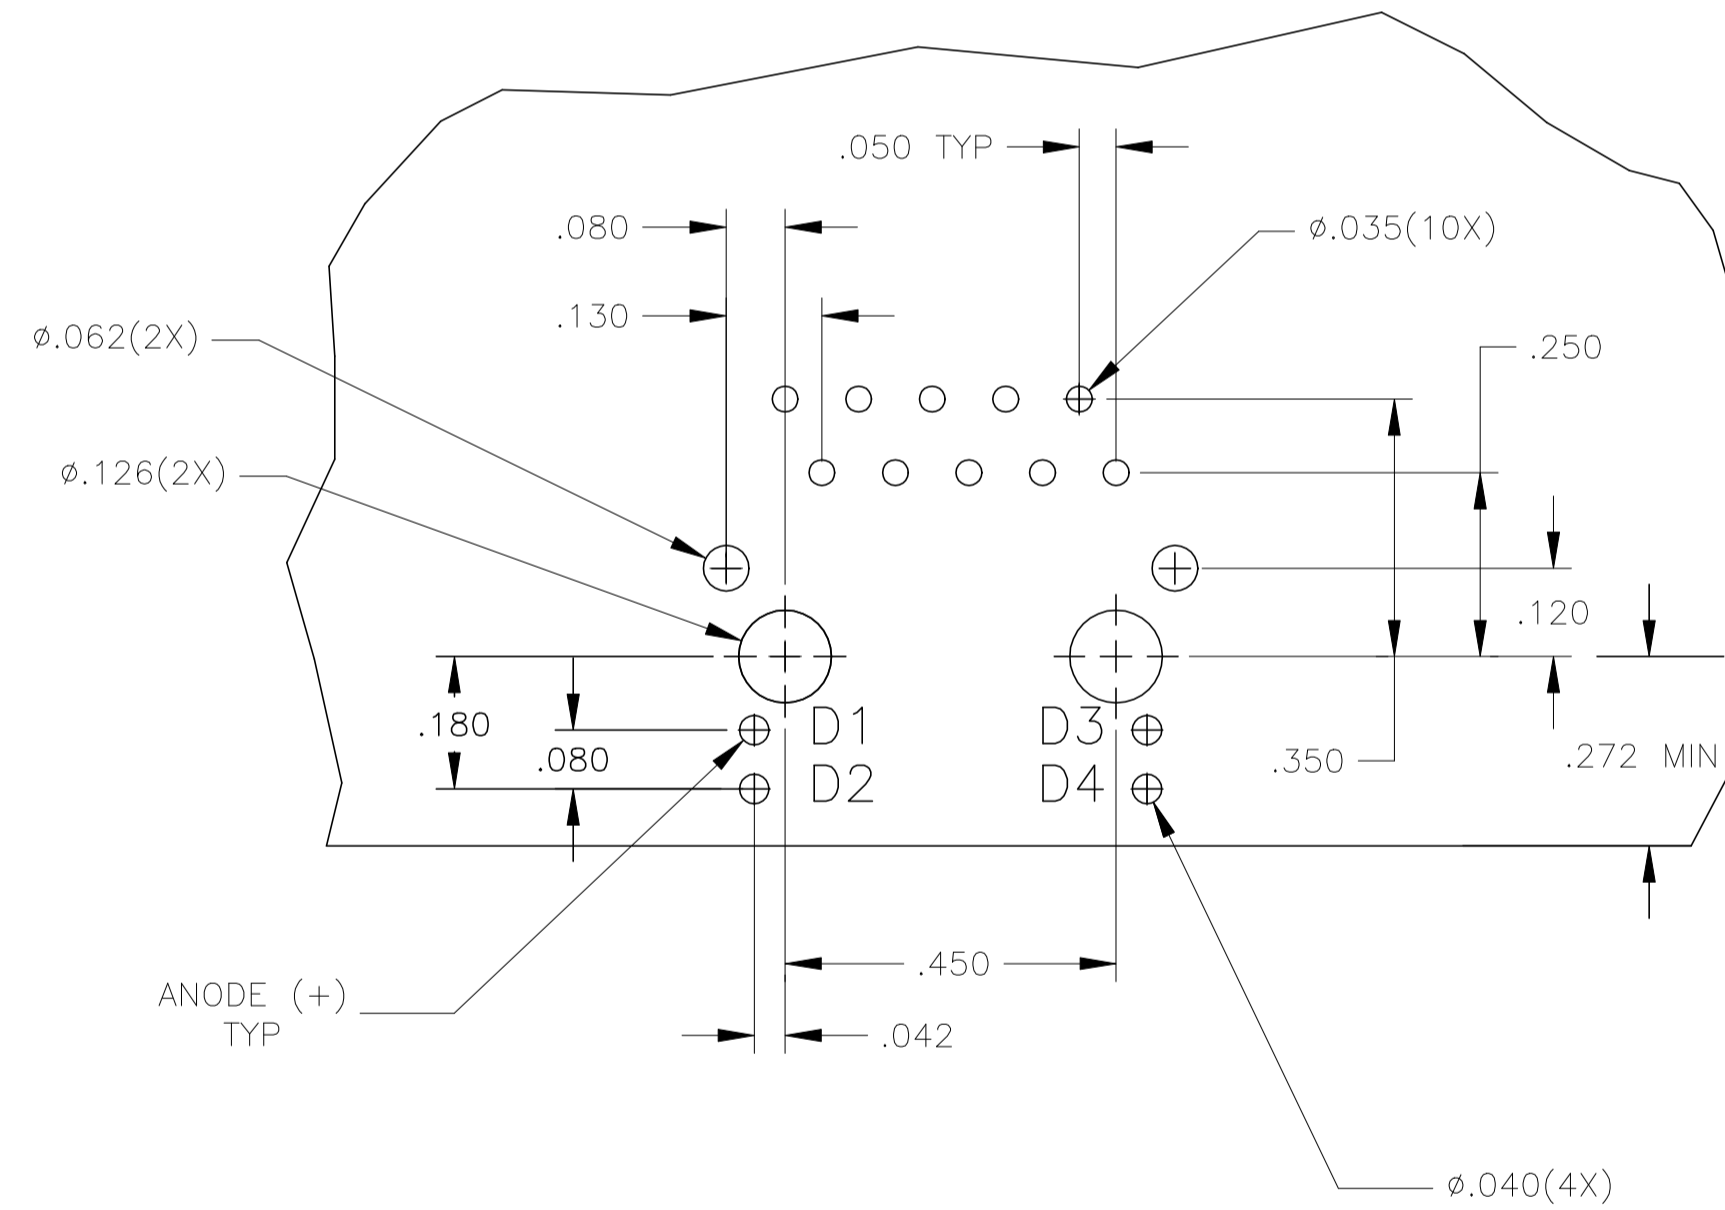 .050 TYP
.080
ø.035(10X)
.130
ø.062(2X)
.250
ø.126(2X)
.120
.180
D1
D3
.080
.350
.272 MIN
D2
D4
.450
ANODE (+)
TYP
.042
ø.040(4X)